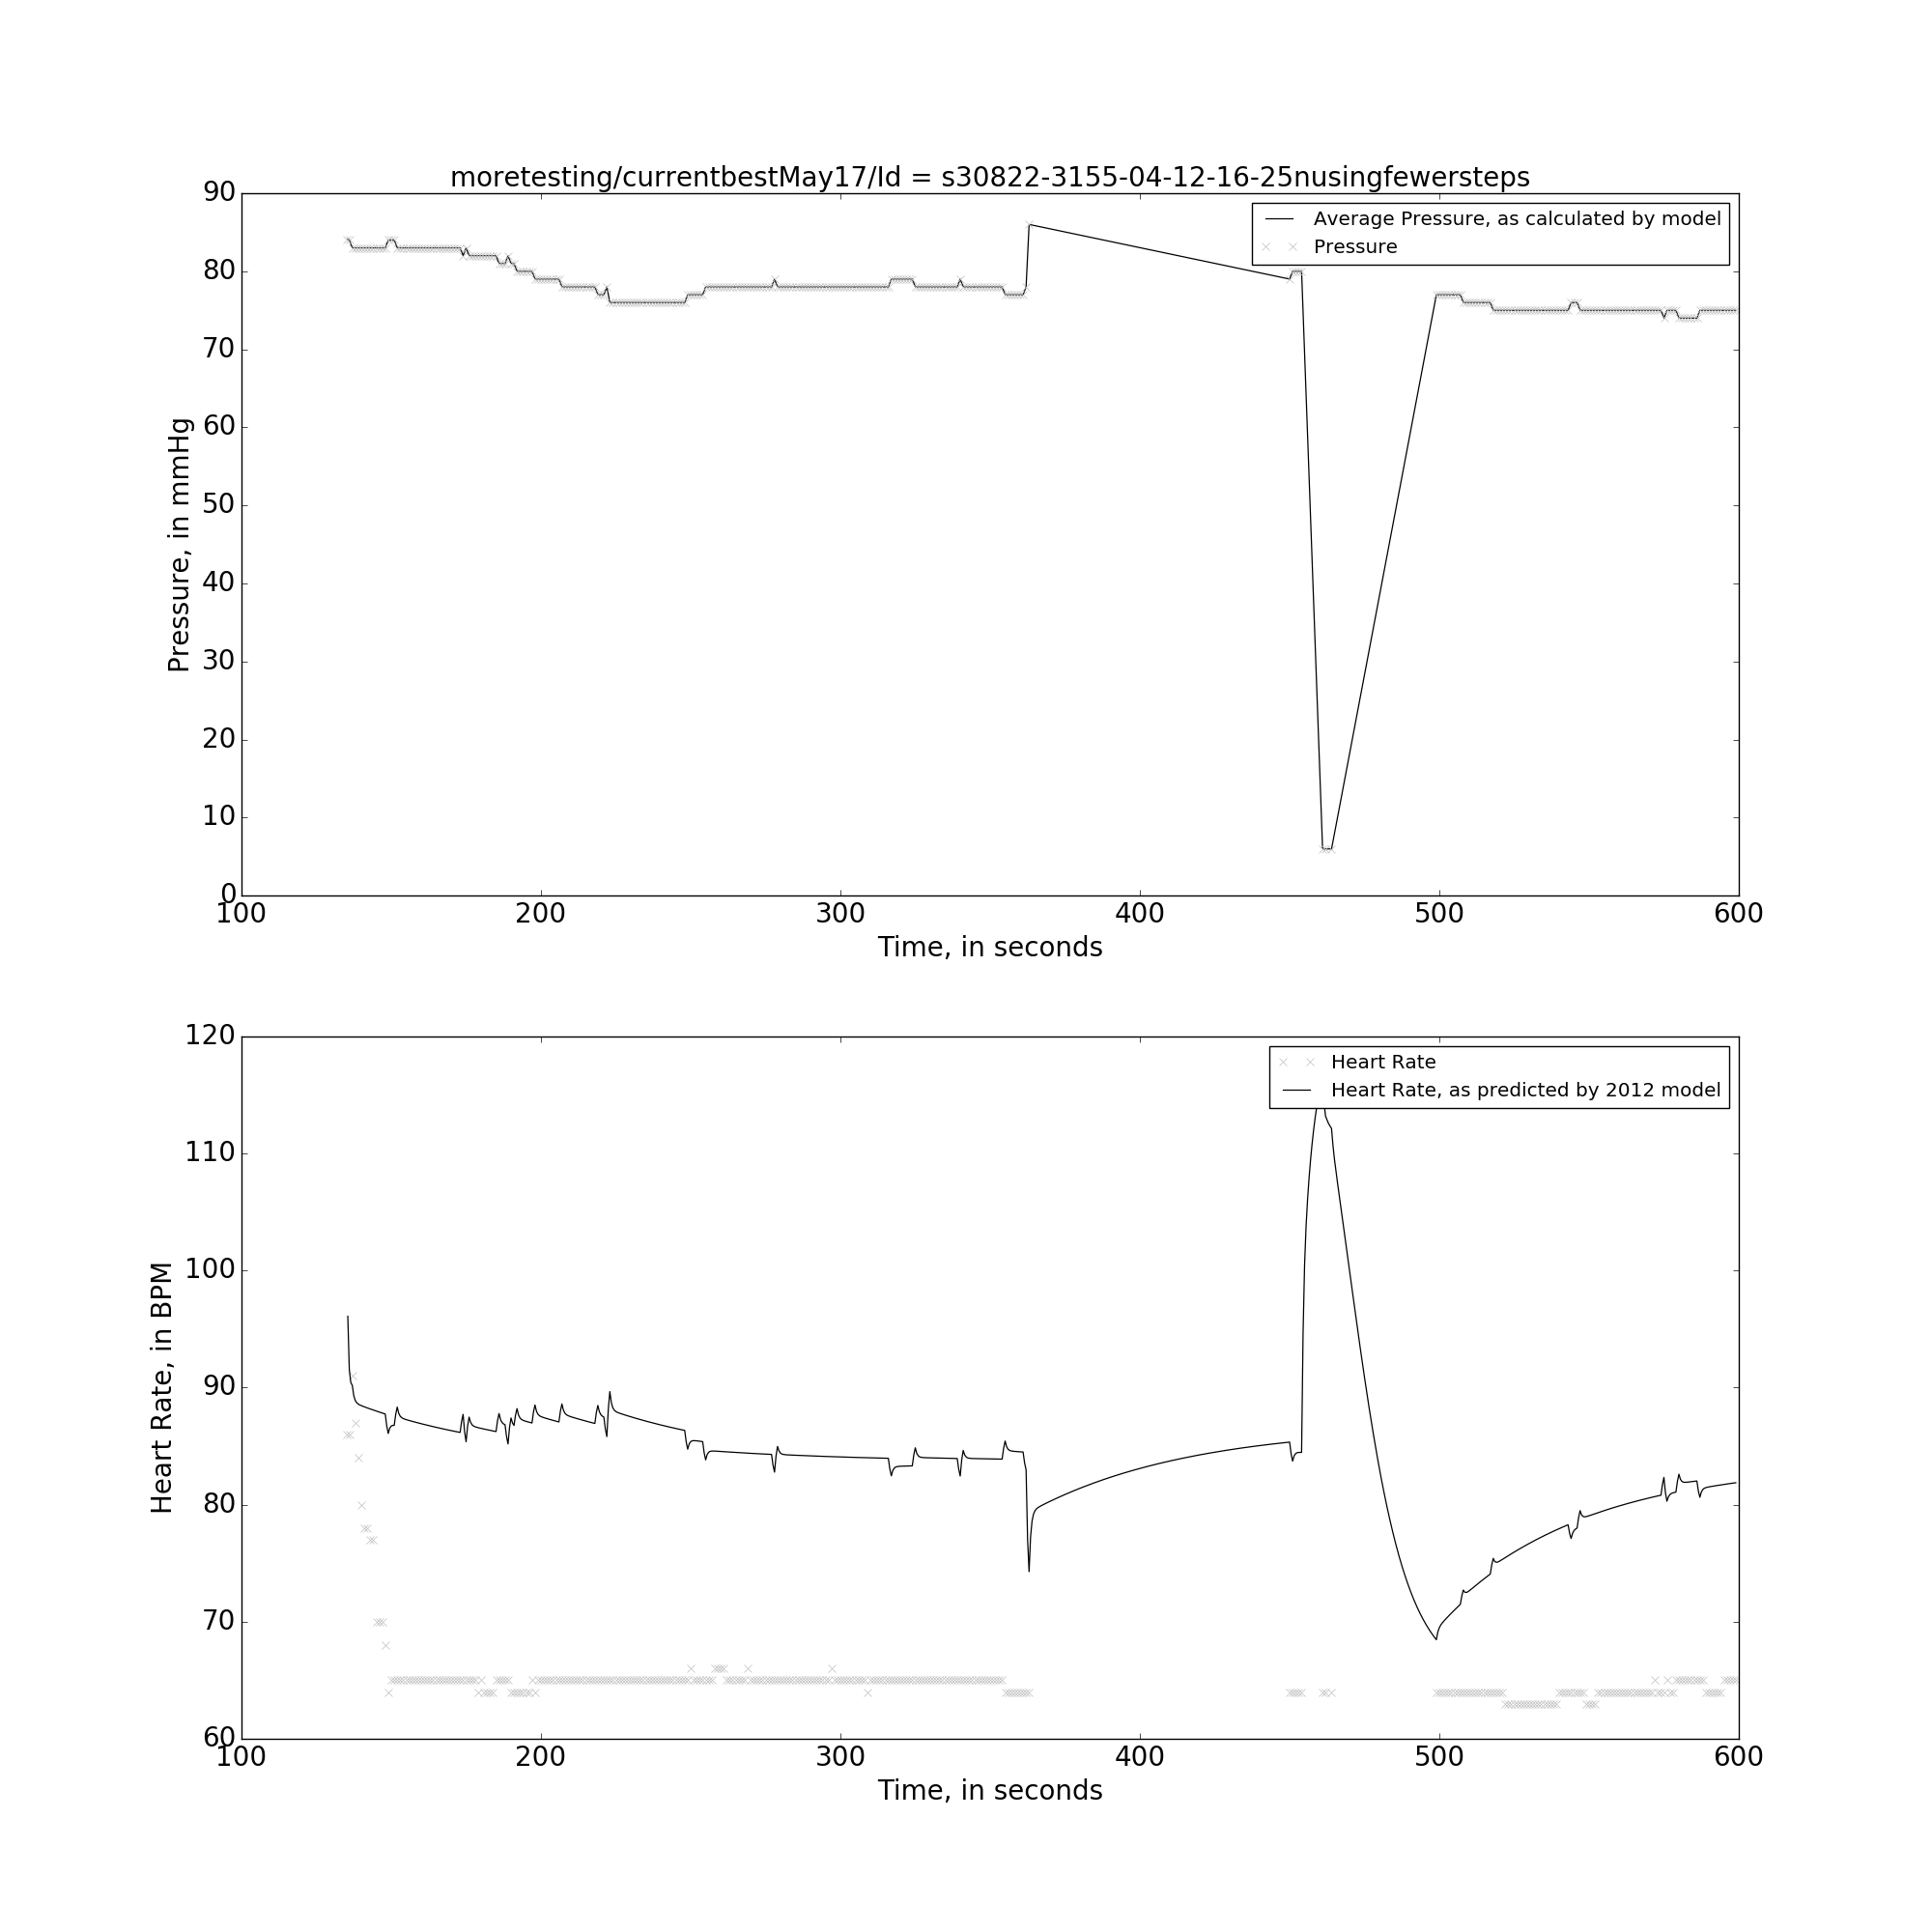 moretesting/currentbestMay17/Id = s30822-3155-04-12-16-25nusingfewersteps
90
80
70
60
50
40
30
20
10
0
Pressure, in mmHg
Average Pressure, as calculated by model
Pressure
100 200 300 400 500 600
Time, in seconds
120
110
100
90
80
70
60
Heart Rate, in BPM
Heart Rate
Heart Rate, as predicted by 2012 model
100 200 300 400 500 600
Time, in seconds